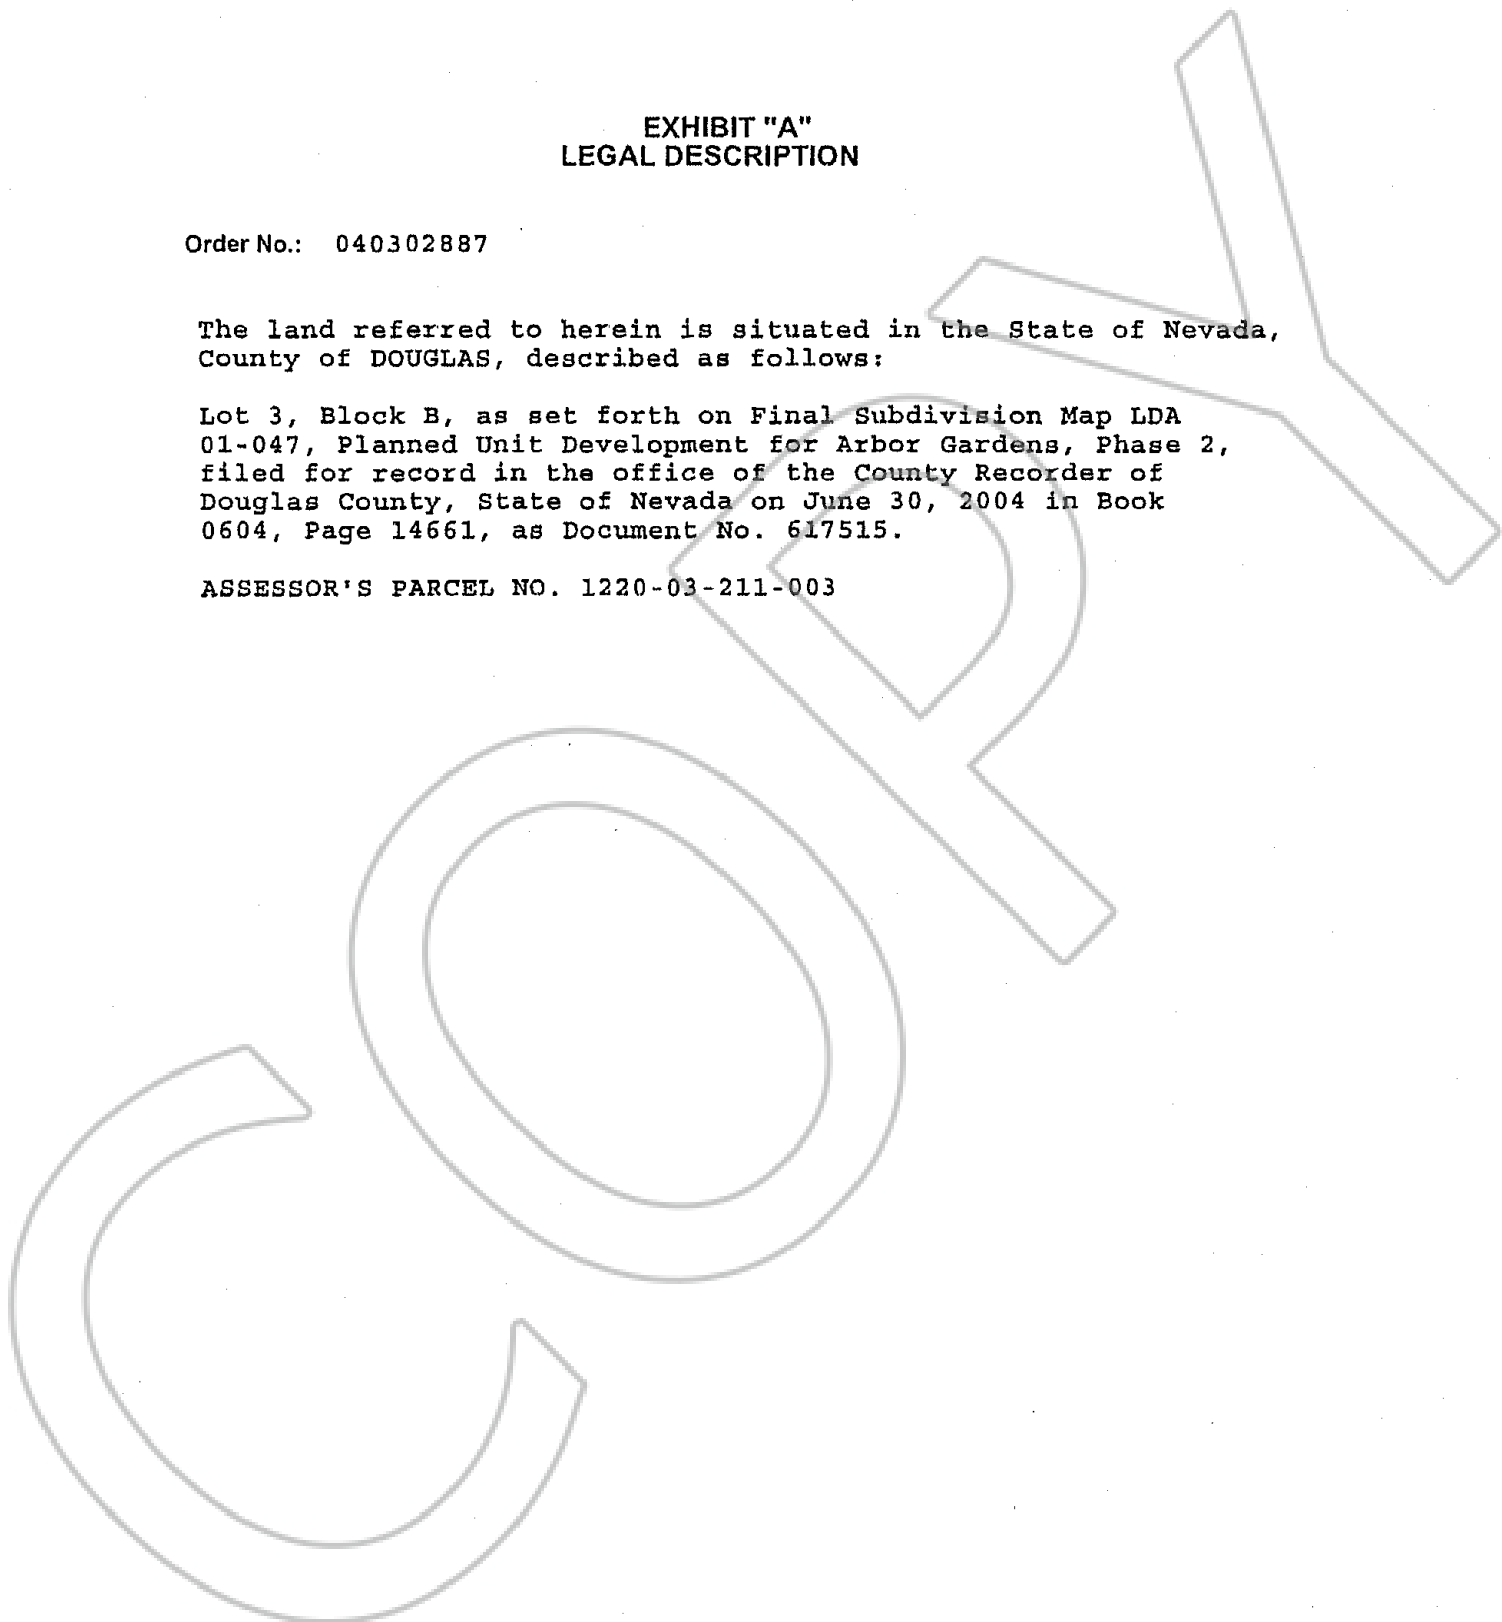 EXHIBIT "A"
LEGAL DESCRIPTION
Order No.: 040302887
The land referred to herein is situated in the State of Nevada,
County of DOUGLAS, described as follows:
Lot 3, Block B, as set forth on Final Subdivision Map LDA
01-047, Planned Unit Development for Arbor Gardens, Phase 2,
filed for record in the office of the County Recorder of
Douglas County, State of Nevada on June 30, 2004 in Book
0604, Page 14661, as Document No. 617515.
ASSESSOR'S PARCEL NO. 1220-03-211-003
COPY